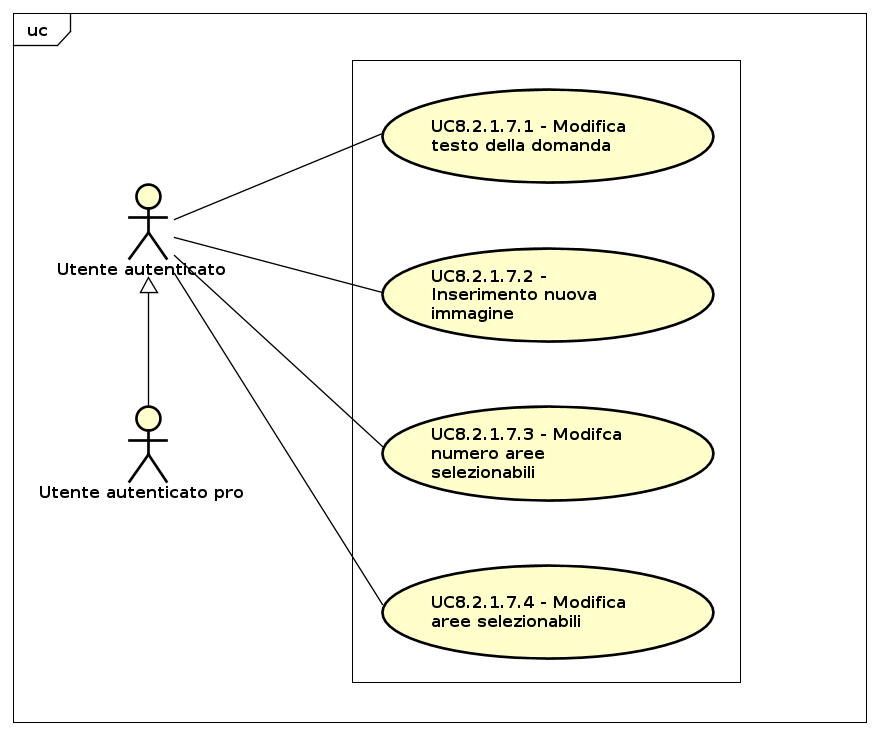 uc
UC8.2.1.7.1 - Modifica
testo della domanda
Utente autenticato
UC8.2.1.7.2 -
Inserimento nuova
immagine
UC8.2.1.7.3 - Modifca
numero aree
selezionabili
Utente autenticato pro
UC8.2.1.7.4 - Modifica
aree selezionabili